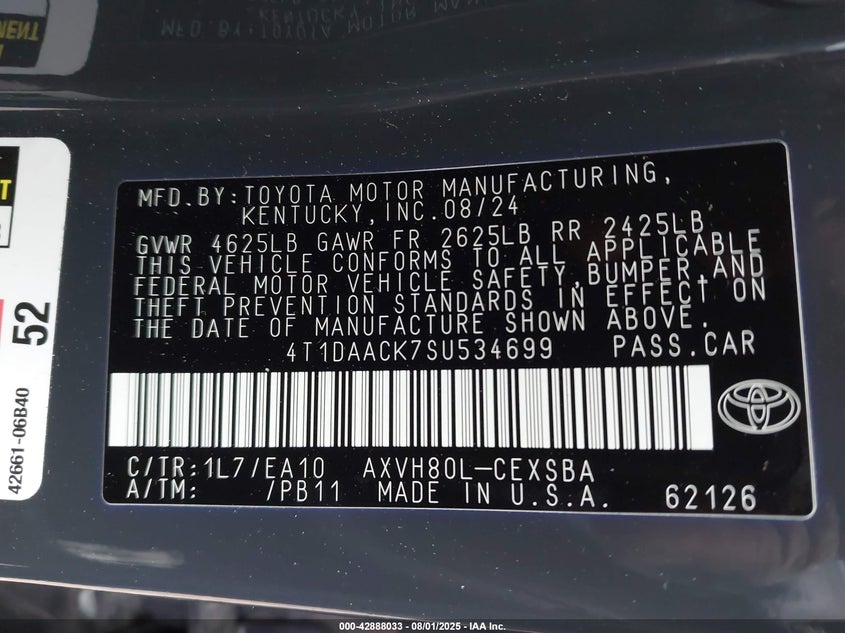 MFD.BY:TOYOTA MOTOR MANUFACTURING,
KENTUCKY,INC.08/24
GVWR 4625LB GAWR FR 2625LB RR 2425LB
THIS VEHICLE CONFORMS TO ALL APPLICABLE
FEDERAL MOTOR VEHICLE SAFETY,BUMPER,AND
THEFT PREVENTION STANDARDS IN EFFECT ON
THE DATE OF MANUFACTURE SHOWN ABOVE.
4T1DAACK7SU534699 PASS.CAR
C/TR:1L7/EA10 AXVH80L-CEXSBA
A/TM: /PB11 MADE IN U.S.A. 62126
52
42661-06B40
000-42888033 - 08/01/2025 - IAA Inc.